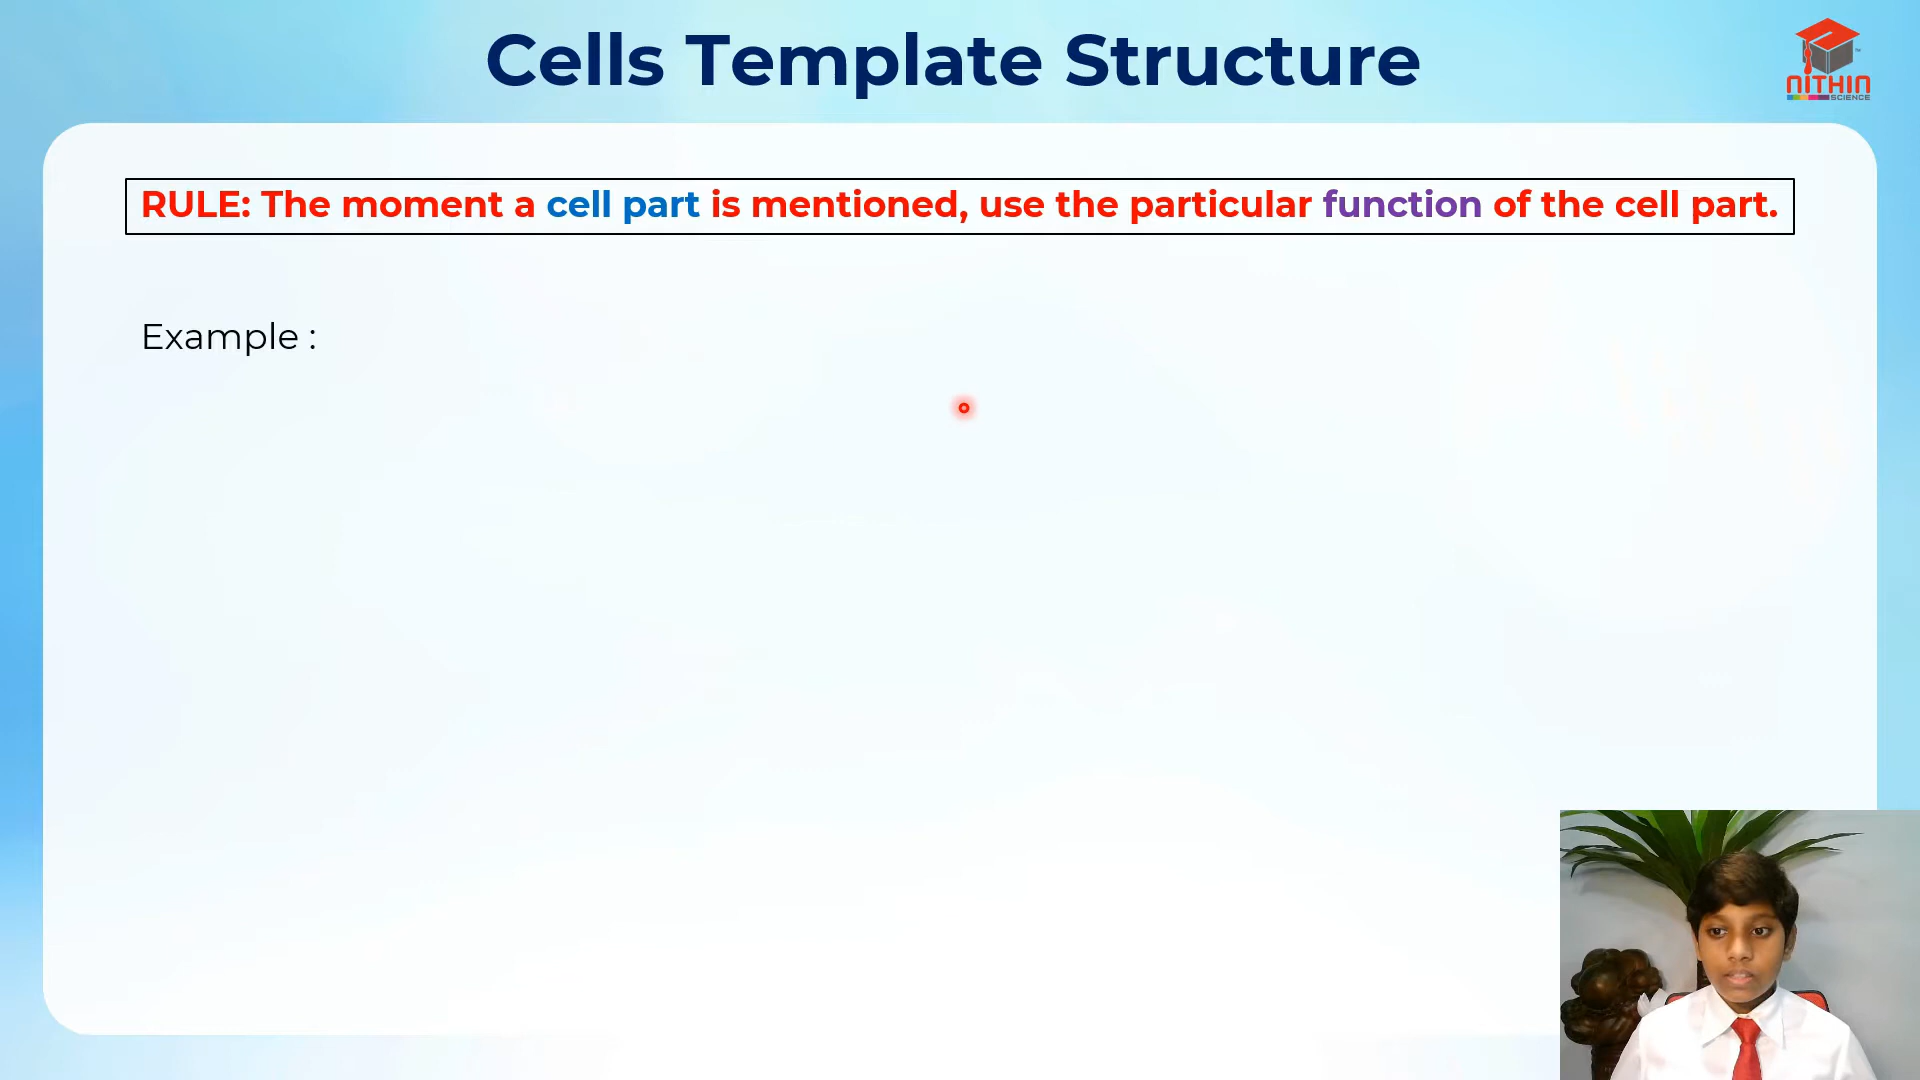 Cells Template Structure
NITHIN
SCIENCE
RULE: The moment a cell part is mentioned, use the particular function of the cell part.
Example :